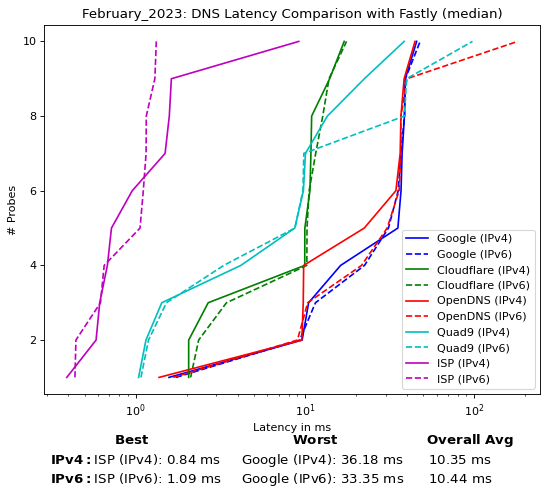 February_2023: DNS Latency Comparison with Fastly (median)
10
8
6
4
2
# Probes
Google (IPv4)
Google (IPv6)
Cloudflare (IPv4)
Cloudflare (IPv6)
OpenDNS (IPv4)
OpenDNS (IPv6)
Quad9 (IPv4)
Quad9 (IPv6)
ISP (IPv4)
ISP (IPv6)
10⁰ 10¹ 10²
Latency in ms
Best Worst Overall Avg
IPv4: ISP (IPv4): 0.84 ms Google (IPv4): 36.18 ms 10.35 ms
IPv6: ISP (IPv6): 1.09 ms Google (IPv6): 33.35 ms 10.44 ms